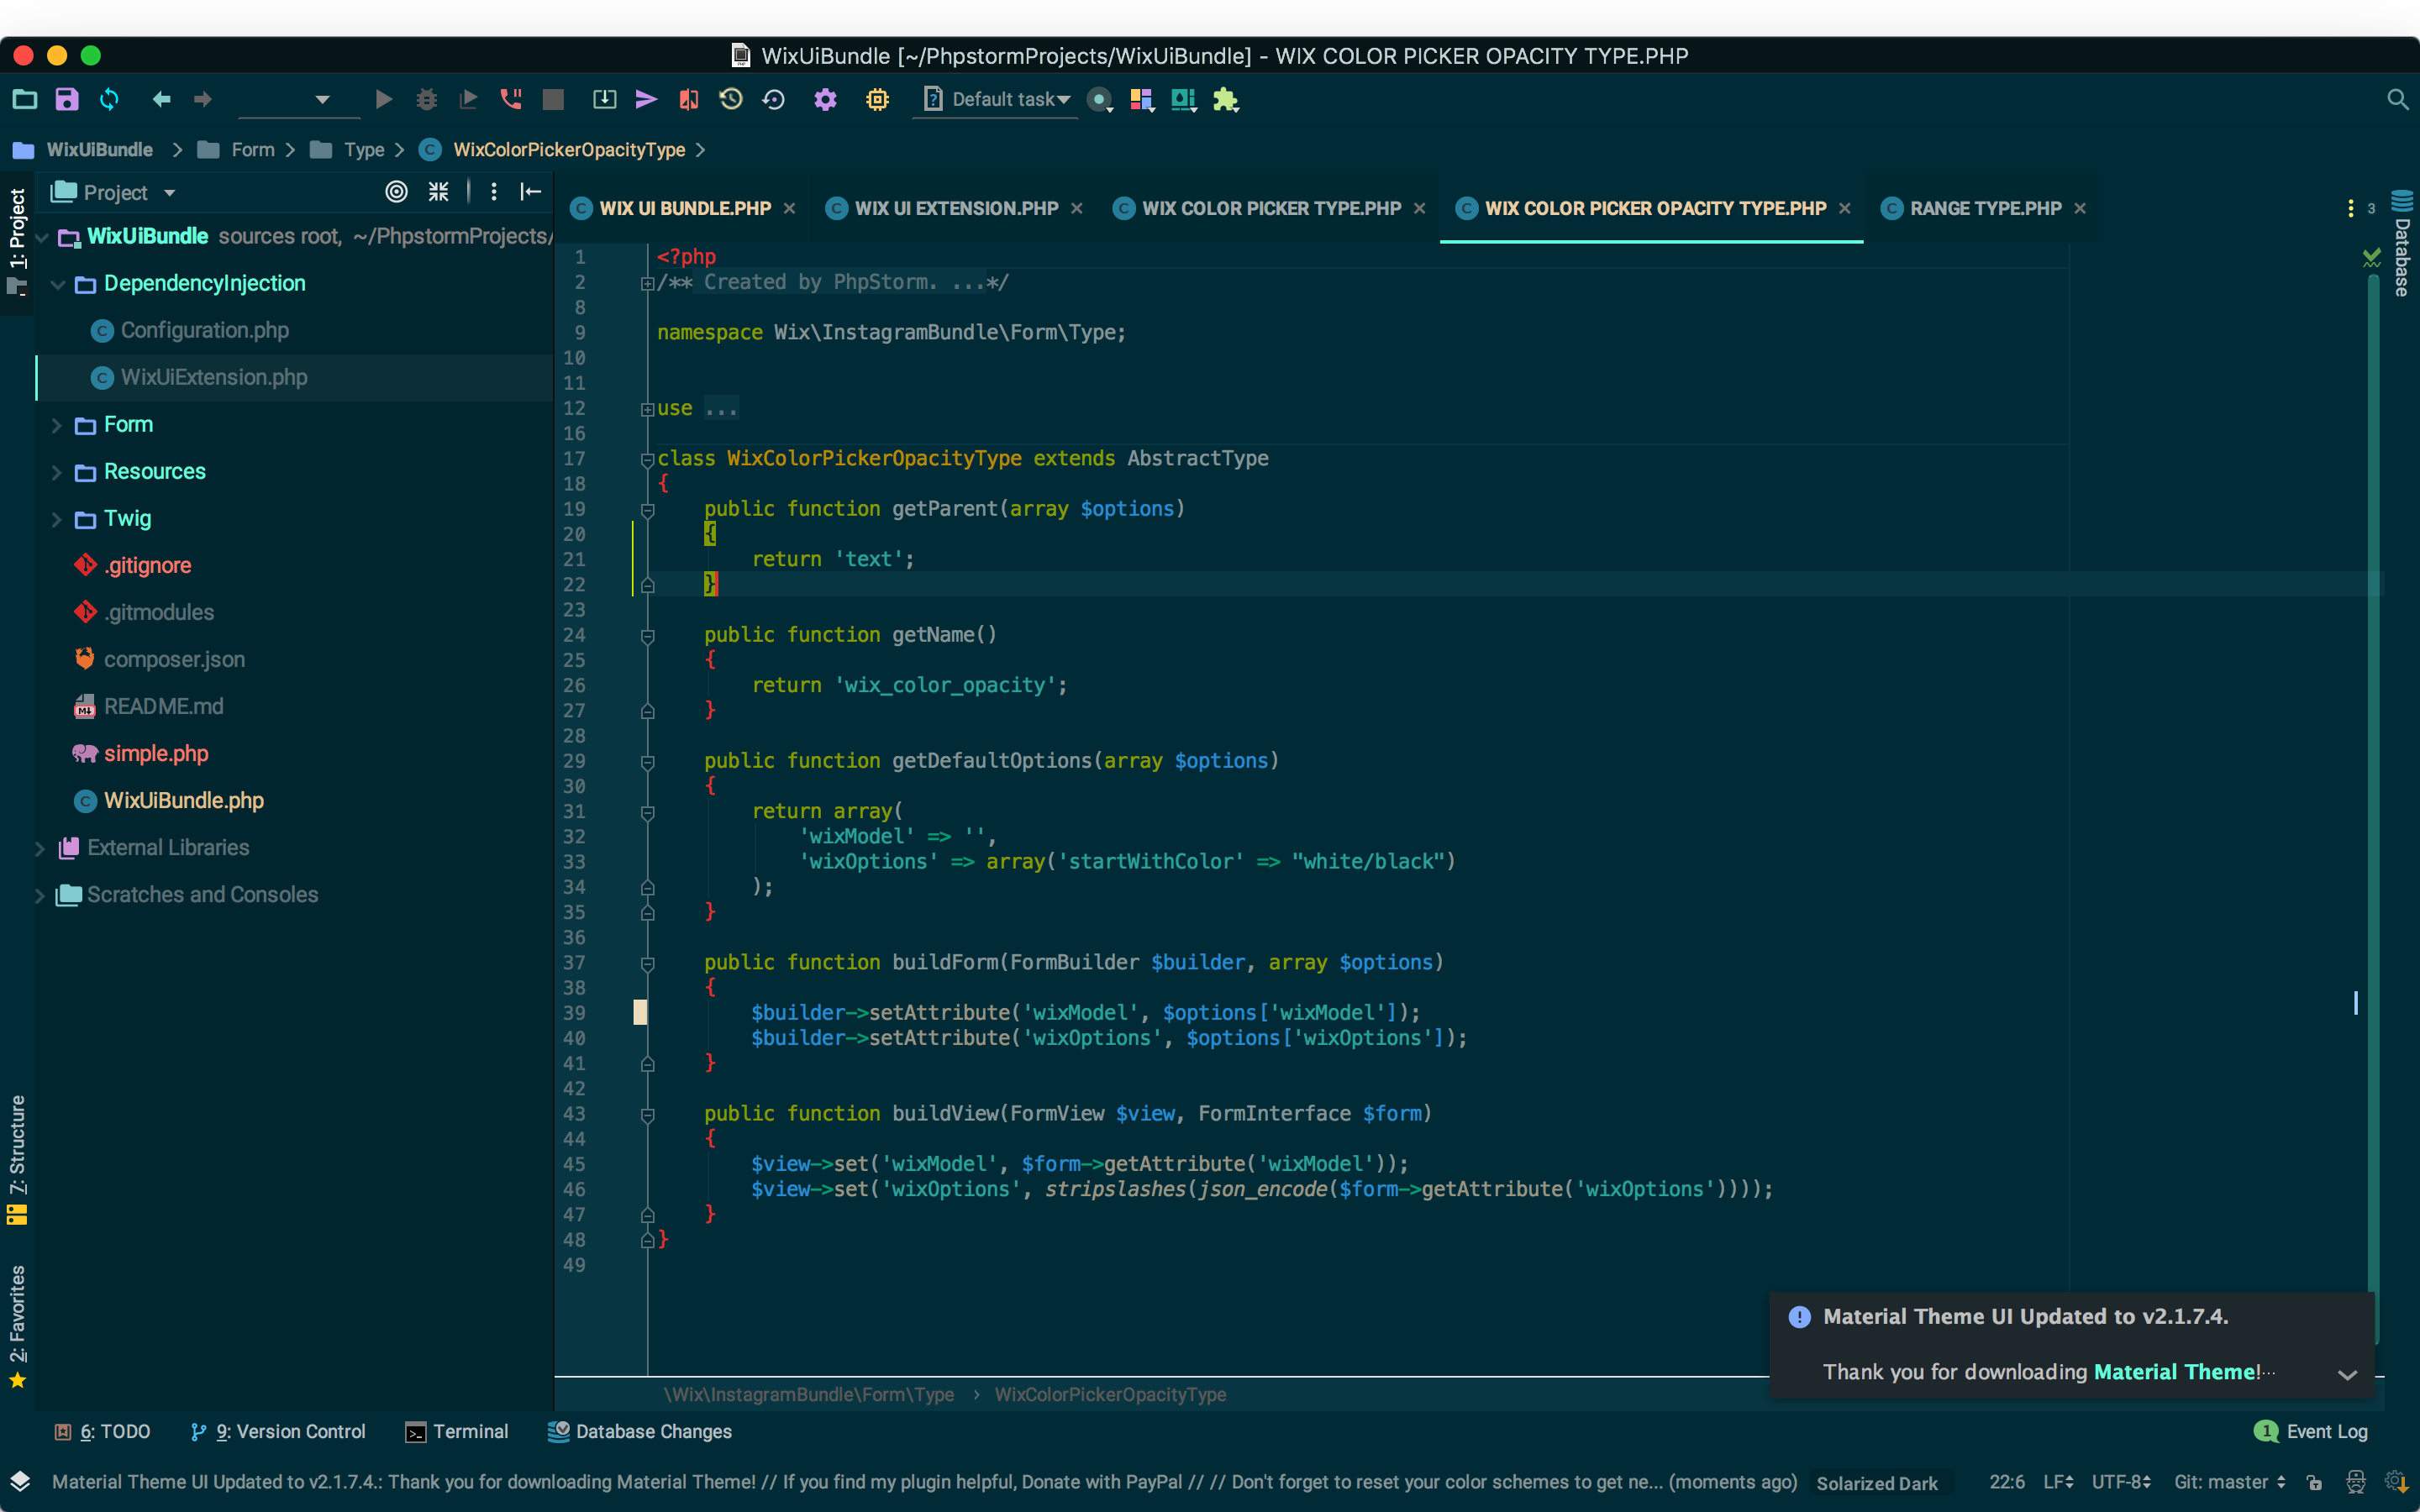 WixUiBundle [~/PhpstormProjects/WixUiBundle] - WIX COLOR PICKER OPACITY TYPE.PHP
Default task
WixUiBundle > Form > Type > WixColorPickerOpacityType >
1: Project
Project
WixUiBundle sources root, ~/PhpstormProjects/
DependencyInjection
Configuration.php
WixUiExtension.php
Form
Resources
Twig
.gitignore
.gitmodules
composer.json
README.md
simple.php
WixUiBundle.php
External Libraries
Scratches and Consoles
7: Structure
2: Favorites
WIX UI BUNDLE.PHP WIX UI EXTENSION.PHP WIX COLOR PICKER TYPE.PHP WIX COLOR PICKER OPACITY TYPE.PHP RANGE TYPE.PHP 3
Database
1 <?php
2 /** Created by PhpStorm. ...*/
8
9 namespace Wix\InstagramBundle\Form\Type;
10
11
12 use ...
16
17 class WixColorPickerOpacityType extends AbstractType
18 {
19 public function getParent(array $options)
20 {
21 return 'text';
22 }
23
24 public function getName()
25 {
26 return 'wix_color_opacity';
27 }
28
29 public function getDefaultOptions(array $options)
30 {
31 return array(
32 'wixModel' => '',
33 'wixOptions' => array('startWithColor' => "white/black")
34 );
35 }
36
37 public function buildForm(FormBuilder $builder, array $options)
38 {
39 $builder->setAttribute('wixModel', $options['wixModel']);
40 $builder->setAttribute('wixOptions', $options['wixOptions']);
41 }
42
43 public function buildView(FormView $view, FormInterface $form)
44 {
45 $view->set('wixModel', $form->getAttribute('wixModel'));
46 $view->set('wixOptions', stripslashes(json_encode($form->getAttribute('wixOptions'))));
47 }
48 }
49
Material Theme UI Updated to v2.1.7.4.
Thank you for downloading Material Theme!...
\Wix\InstagramBundle\Form\Type > WixColorPickerOpacityType
6: TODO 9: Version Control Terminal Database Changes 1 Event Log
Material Theme UI Updated to v2.1.7.4.: Thank you for downloading Material Theme! // If you find my plugin helpful, Donate with PayPal // // Don't forget to reset your color schemes to get ne... (moments ago) Solarized Dark 22:6 LF UTF-8 Git: master